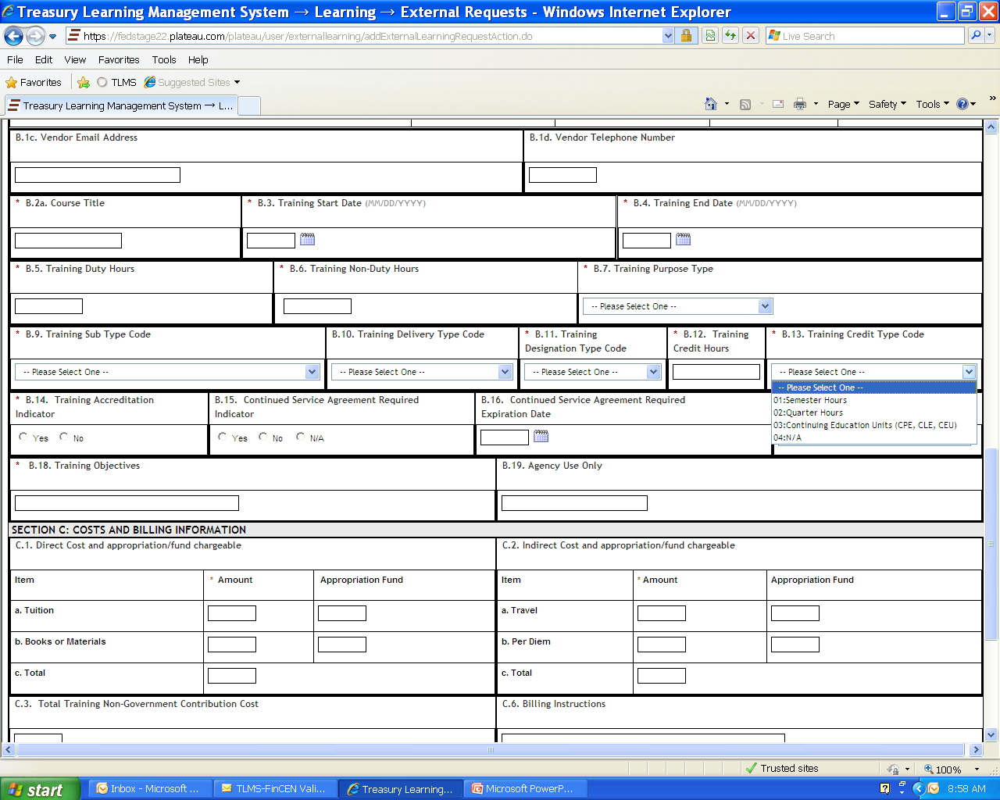 Treasury Learning Management System → Learning → External Requests - Windows Internet Explorer
https://fedstage22.plateau.com/plateau/user/externallearning/addExternalLearningRequestAction.do
Live Search
File Edit View Favorites Tools Help
Favorites TLMS Suggested Sites
Treasury Learning Management System → L... Page Safety Tools »
B.1c. Vendor Email Address B.1d. Vendor Telephone Number
* B.2a. Course Title * B.3. Training Start Date (MM/DD/YYYY) * B.4. Training End Date (MM/DD/YYYY)
* B.5. Training Duty Hours * B.6. Training Non-Duty Hours * B.7. Training Purpose Type
-- Please Select One --
* B.9. Training Sub Type Code B.10. Training Delivery Type Code * B.11. Training Designation Type Code * B.12. Training Credit Hours * B.13. Training Credit Type Code
-- Please Select One -- -- Please Select One -- -- Please Select One -- -- Please Select One --
-- Please Select One --
01:Semester Hours
02:Quarter Hours
03:Continuing Education Units (CPE, CLE, CEU)
04:N/A
* B.14. Training Accreditation Indicator B.15. Continued Service Agreement Required Indicator B.16. Continued Service Agreement Required Expiration Date
Yes No Yes No N/A
* B.18. Training Objectives B.19. Agency Use Only
SECTION C: COSTS AND BILLING INFORMATION
C.1. Direct Cost and appropriation/fund chargeable C.2. Indirect Cost and appropriation/fund chargeable
Item * Amount Appropriation Fund Item * Amount Appropriation Fund
a. Tuition a. Travel
b. Books or Materials b. Per Diem
c. Total c. Total
C.3. Total Training Non-Government Contribution Cost C.6. Billing Instructions
Trusted sites 100%
start Inbox - Microsoft ... TLMS-FinCEN Vali... Treasury Learning... Microsoft PowerP... 8:58 AM